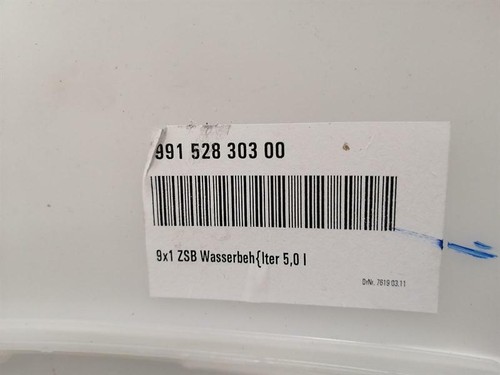 991 528 303 00
9x1 ZSB Wasserbeh{lter 5,0 l
DrNr. 7819 03.11